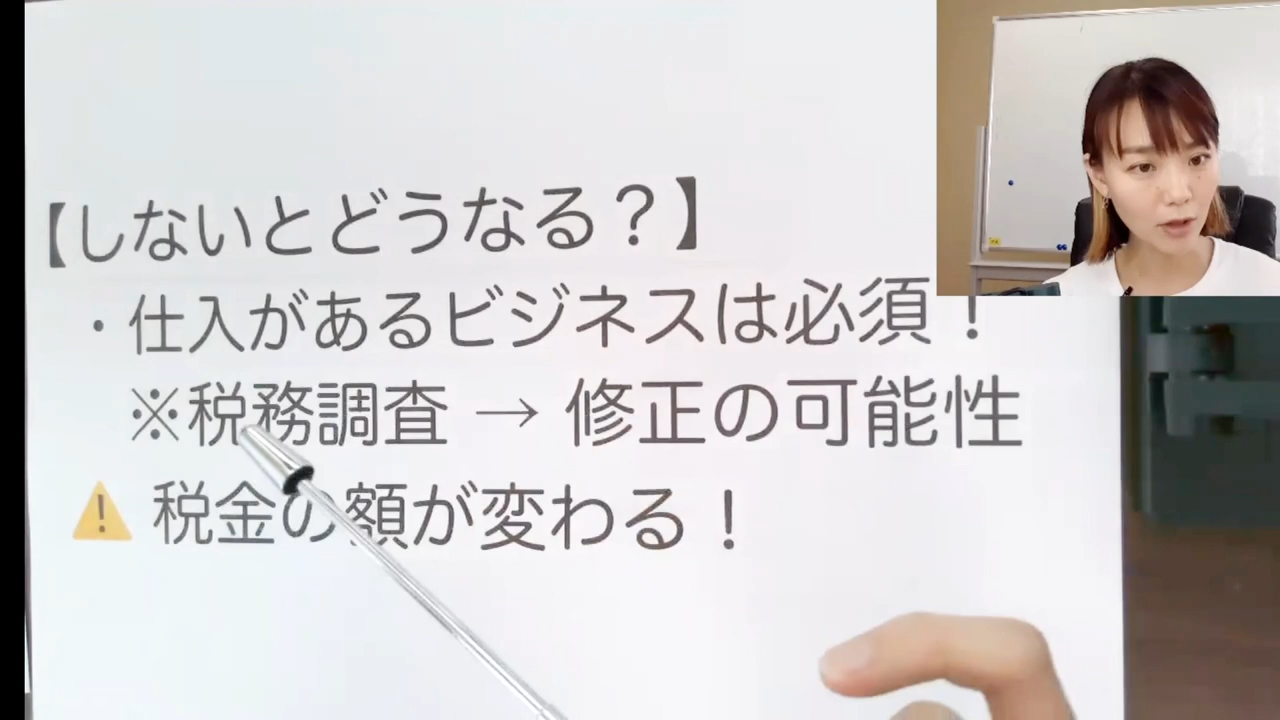 【しないとどうなる？】
・仕入があるビジネスは必須！
※税務調査 → 修正の可能性
税金の額が変わる！